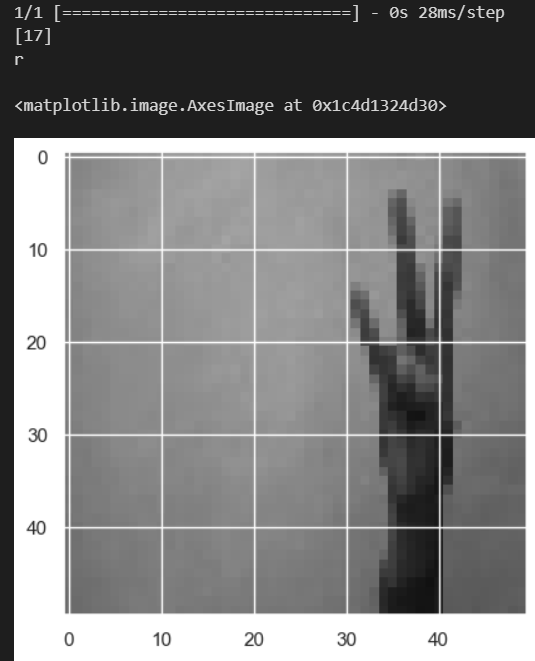 1/1 [==============================] - 0s 28ms/step
[17]
r
<matplotlib.image.AxesImage at 0x1c4d1324d30>
0
10
20
30
40
0 10 20 30 40